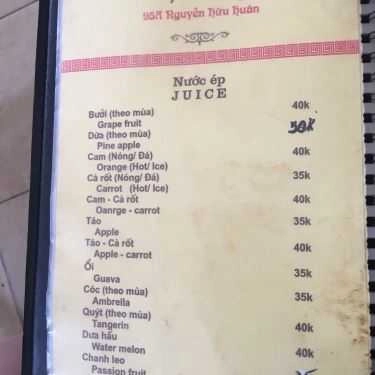 95A Nguyễn Hữu Huân
Nước ép
JUICE
Bưởi (theo mùa) 40k
Grape fruit
Dứa (theo mùa) 50k
Pine apple
Cam (Nóng/ Đá) 40k
Orange (Hot/ Ice)
Cà rốt (Nóng/ Đá) 35k
Carrot (Hot/ Ice)
Cam - Cà rốt 40k
Oanrge - carrot
Táo 35k
Apple
Táo - Cà rốt 40k
Apple - carrot
Ổi 35k
Guava
Cóc (theo mùa) 35k
Ambrella
Quýt (theo mùa) 40k
Tangerin
Dưa hấu 40k
Water melon
Chanh leo
Passion fruit